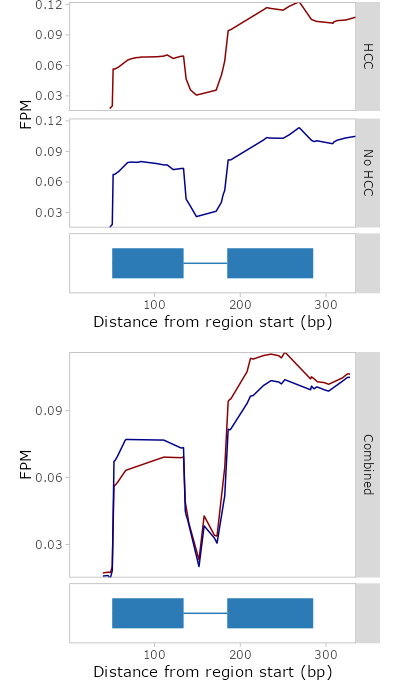 0.12
0.09
0.06
0.03
HCC
FPM
0.12
0.09
0.06
0.03
No HCC
100
200
300
Distance from region start (bp)
0.09
0.06
0.03
FPM
Combined
100
200
300
Distance from region start (bp)